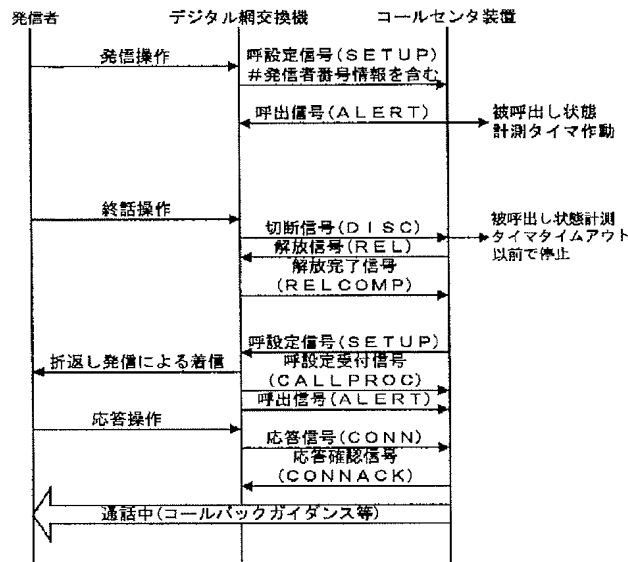 発信者
デジタル網交換機
コールセンタ装置
発信操作
呼設定信号(SETUP)
#発信者番号情報を含む
呼出信号(ALERT)
被呼出し状態
計測タイマ作動
終話操作
切断信号(DISC)
被呼出し状態計測
タイマタイムアウト
以前で停止
解放信号(REL)
解放完了信号
(RELCOMP)
呼設定信号(SETUP)
折返し発信による着信
呼設定受付信号
(CALLPROC)
呼出信号(ALERT)
応答操作
応答信号(CONN)
応答確認信号
(CONNACK)
通話中(コールバックガイダンス等)